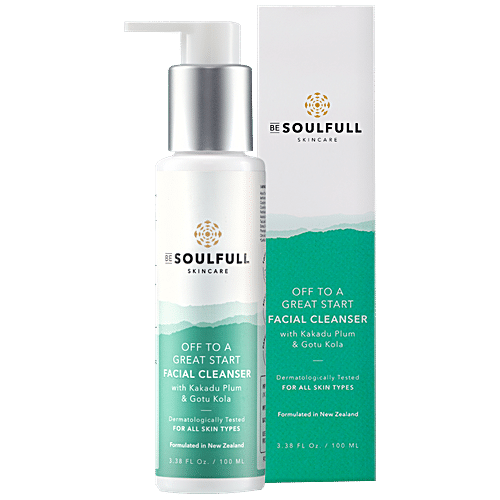 BE SOULFULL
SKINCARE
OFF TO A
GREAT START
FACIAL CLEANSER
with Kakadu Plum
& Gotu Kola
Dermatologically Tested
FOR ALL SKIN TYPES
Formulated in New Zealand
3.38 FL Oz. / 100 ML
BE SOULFULL
SKINCARE
OFF TO A
GREAT START
FACIAL CLEANSER
with Kakadu Plum
& Gotu Kola
Dermatologically Tested
FOR ALL SKIN TYPES
Formulated in New Zealand
3.38 FL Oz. / 100 ML